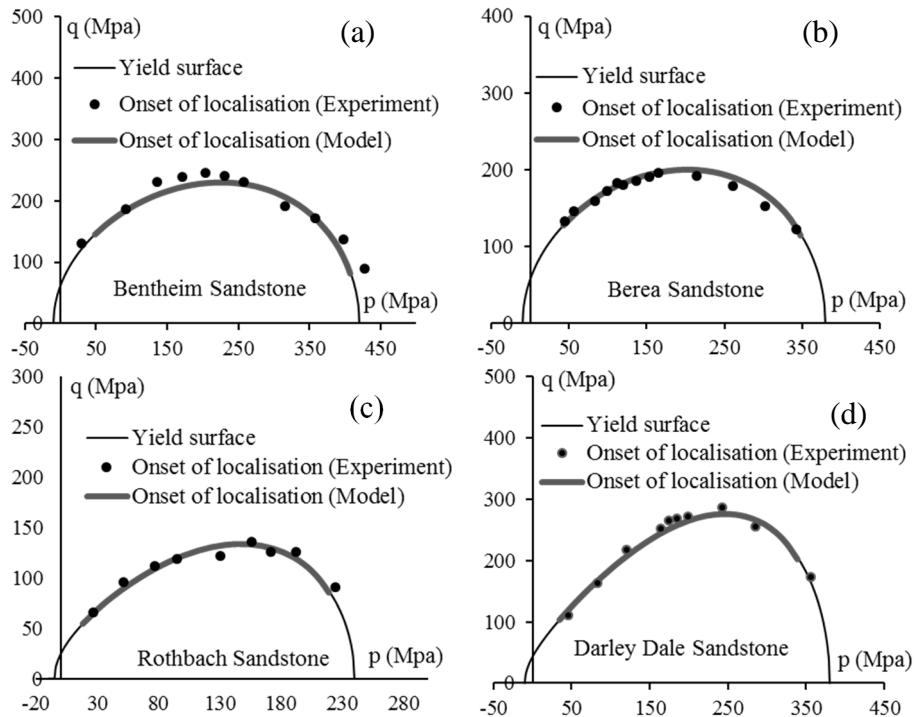 500
q (Mpa)
(a)
400
Yield surface
Onset of localisation (Experiment)
300
Onset of localisation (Model)
200
100
Bentheim Sandstone
p (Mpa)
0
-50 50 150 250 350 450
400
q (Mpa)
(b)
Yield surface
300
Onset of localisation (Experiment)
Onset of localisation (Model)
200
100
Berea Sandstone
p (Mpa)
0
-50 50 150 250 350 450
300
q (Mpa)
(c)
250
Yield surface
200
Onset of localisation (Experiment)
Onset of localisation (Model)
150
100
50
Rothbach Sandstone
p (Mpa)
0
-20 30 80 130 180 230 280
500
q (Mpa)
(d)
Yield surface
400
Onset of localisation (Experiment)
Onset of localisation (Model)
300
200
100
Darley Dale Sandstone
p (Mpa)
0
-50 50 150 250 350 450